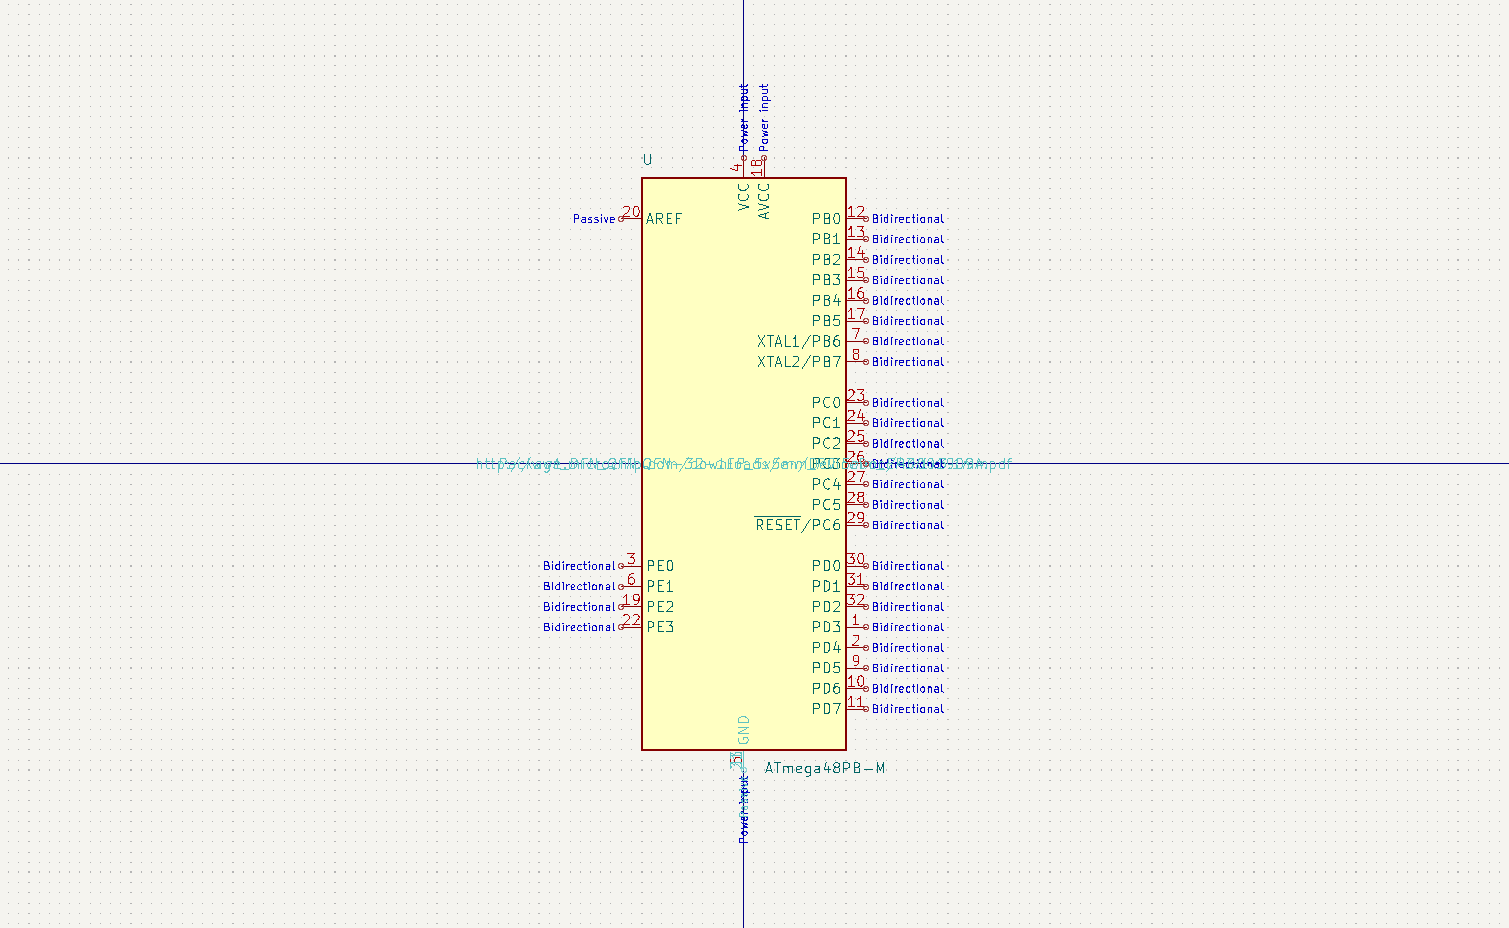 Power input
Power input
U
4
18
VCC
AVCC
Passive 20 AREF
PB0 12 Bidirectional
PB1 13 Bidirectional
PB2 14 Bidirectional
PB3 15 Bidirectional
PB4 16 Bidirectional
PB5 17 Bidirectional
XTAL1/PB6 7 Bidirectional
XTAL2/PB7 8 Bidirectional
PC0 23 Bidirectional
PC1 24 Bidirectional
PC2 25 Bidirectional
26 Bidirectional
PC4 27 Bidirectional
PC5 28 Bidirectional
RESET/PC6 29 Bidirectional
Bidirectional 3 PE0
PD0 30 Bidirectional
Bidirectional 6 PE1
PD1 31 Bidirectional
Bidirectional 19 PE2
PD2 32 Bidirectional
Bidirectional 22 PE3
PD3 1 Bidirectional
PD4 2 Bidirectional
PD5 9 Bidirectional
PD6 10 Bidirectional
PD7 11 Bidirectional
GND
ATmega48PB-M
Power input